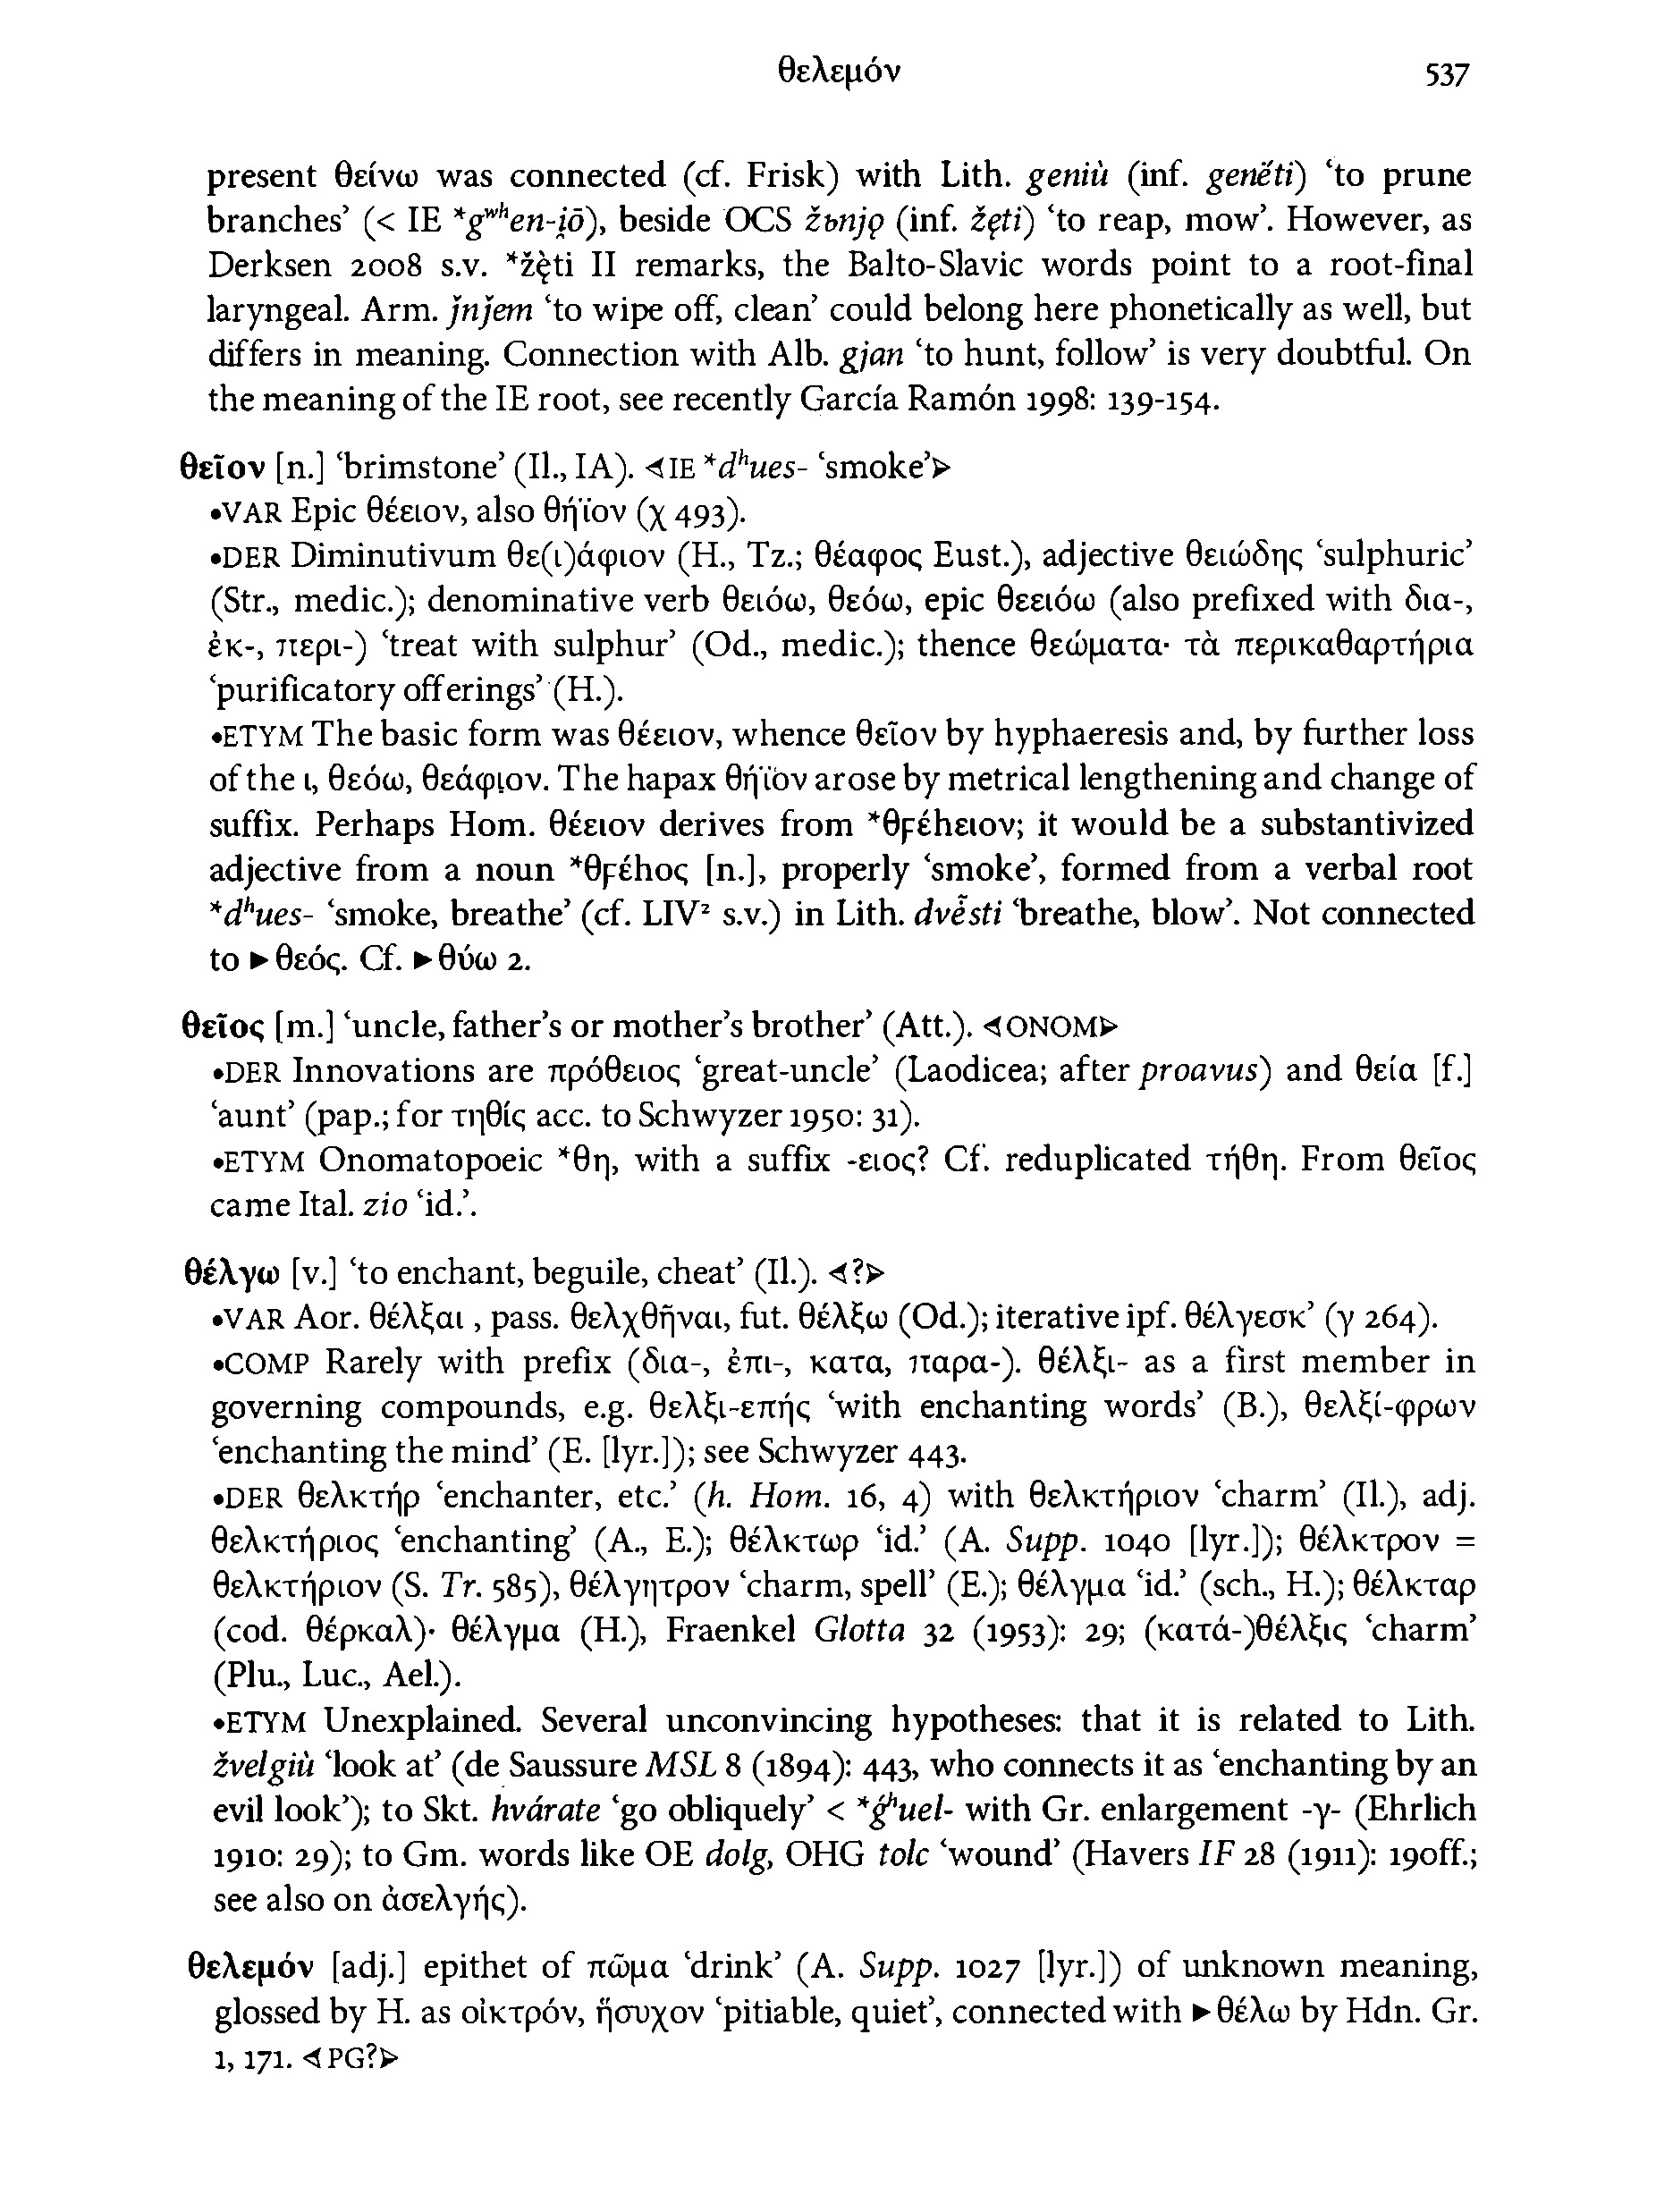 θελεμόν 537
present θείνω was connected (cf. Frisk) with Lith. geniù (inf. genė́ti) ‘to prune
branches’ (< IE *gʷʰen-i̯ō), beside OCS žьnjǫ (inf. žęti) ‘to reap, mow’. However, as
Derksen 2008 s.v. *žę̀ti II remarks, the Balto-Slavic words point to a root-final
laryngeal. Arm. ǰnǰem ‘to wipe off, clean’ could belong here phonetically as well, but
differs in meaning. Connection with Alb. gjan ‘to hunt, follow’ is very doubtful. On
the meaning of the IE root, see recently García Ramón 1998: 139-154.
θεῖον [n.] ‘brimstone’ (Il., IA). ◁IE *dʰues- ‘smoke’▷
•VAR Epic θέειον, also θήϊον (χ 493).
•DER Diminutivum θε(ι)άφιον (H., Tz.; θέαφος Eust.), adjective θειώδης ‘sulphuric’
(Str., medic.); denominative verb θειόω, θεόω, epic θεειόω (also prefixed with δια-,
ἐκ-, περι-) ‘treat with sulphur’ (Od., medic.); thence θεώματα· τὰ περικαθαρτήρια
‘purificatory offerings’ (H.).
•ETYM The basic form was θέειον, whence θεῖον by hyphaeresis and, by further loss
of the ι, θεόω, θεάφιον. The hapax θήϊον arose by metrical lengthening and change of
suffix. Perhaps Hom. θέειον derives from *θϝέhειον; it would be a substantivized
adjective from a noun *θϝέhος [n.], properly ‘smoke’, formed from a verbal root
*dʰues- ‘smoke, breathe’ (cf. LIV² s.v.) in Lith. dvė̃sti ‘breathe, blow’. Not connected
to ►θεός. Cf. ►θύω 2.
θεῖος [m.] ‘uncle, father’s or mother’s brother’ (Att.). ◁ONOM▷
•DER Innovations are πρόθειος ‘great-uncle’ (Laodicea; after proavus) and θεία [f.]
‘aunt’ (pap.; for τηθίς acc. to Schwyzer 1950: 31).
•ETYM Onomatopoeic *θη, with a suffix -ειος? Cf. reduplicated τήθη. From θεῖος
came Ital. zio ‘id.’.
θέλγω [v.] ‘to enchant, beguile, cheat’ (Il.). ◁?▷
•VAR Aor. θέλξαι , pass. θελχθῆναι, fut. θέλξω (Od.); iterative ipf. θέλγεσκ’ (γ 264).
•COMP Rarely with prefix (δια-, ἐπι-, κατα, παρα-). θέλξι- as a first member in
governing compounds, e.g. θελξι-επής ‘with enchanting words’ (B.), θελξί-φρων
‘enchanting the mind’ (E. [lyr.]); see Schwyzer 443.
•DER θελκτήρ ‘enchanter, etc.’ (h. Hom. 16, 4) with θελκτήριον ‘charm’ (Il.), adj.
θελκτήριος ‘enchanting’ (A., E.); θέλκτωρ ‘id.’ (A. Supp. 1040 [lyr.]); θέλκτρον =
θελκτήριον (S. Tr. 585), θέλγητρον ‘charm, spell’ (E.); θέλγμα ‘id.’ (sch., H.); θέλκταρ
(cod. θέρκαλ)· θέλγμα (H.), Fraenkel Glotta 32 (1953): 29; (κατά-)θέλξις ‘charm’
(Plu., Luc., Ael.).
•ETYM Unexplained. Several unconvincing hypotheses: that it is related to Lith.
žvelgiù ‘look at’ (de Saussure MSL 8 (1894): 443, who connects it as ‘enchanting by an
evil look’); to Skt. hvárate ‘go obliquely’ < *ǵʰuel- with Gr. enlargement -γ- (Ehrlich
1910: 29); to Gm. words like OE dolg, OHG tolc ‘wound’ (Havers IF 28 (1911): 190ff.;
see also on ἀσελγής).
θελεμόν [adj.] epithet of πῶμα ‘drink’ (A. Supp. 1027 [lyr.]) of unknown meaning,
glossed by H. as οἰκτρόν, ἥσυχον ‘pitiable, quiet’, connected with ►θέλω by Hdn. Gr.
1, 171. ◁PG?▷